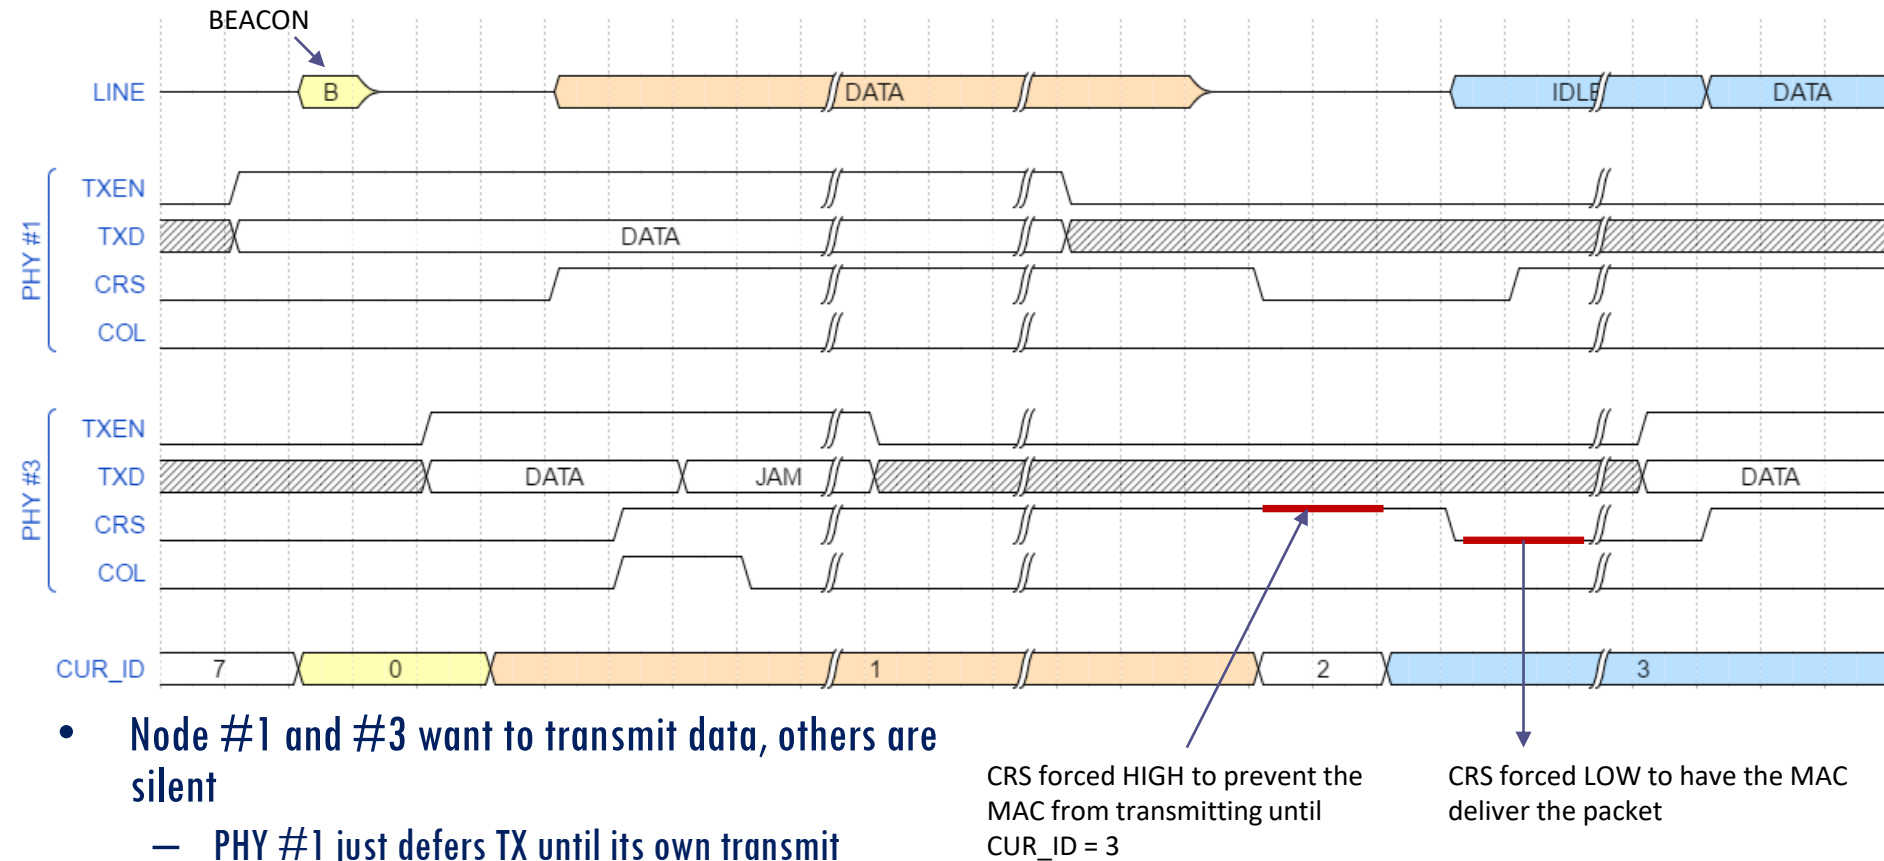 BEACON
LINE B DATA IDLE DATA
PHY #1
TXEN
TXD DATA
CRS
COL
PHY #3
TXEN
TXD DATA JAM DATA
CRS
COL
CUR_ID 7 0 1 2 3
• Node #1 and #3 want to transmit data, others are
silent
– PHY #1 just defers TX until its own transmit
CRS forced HIGH to prevent the
MAC from transmitting until
CUR_ID = 3
CRS forced LOW to have the MAC
deliver the packet